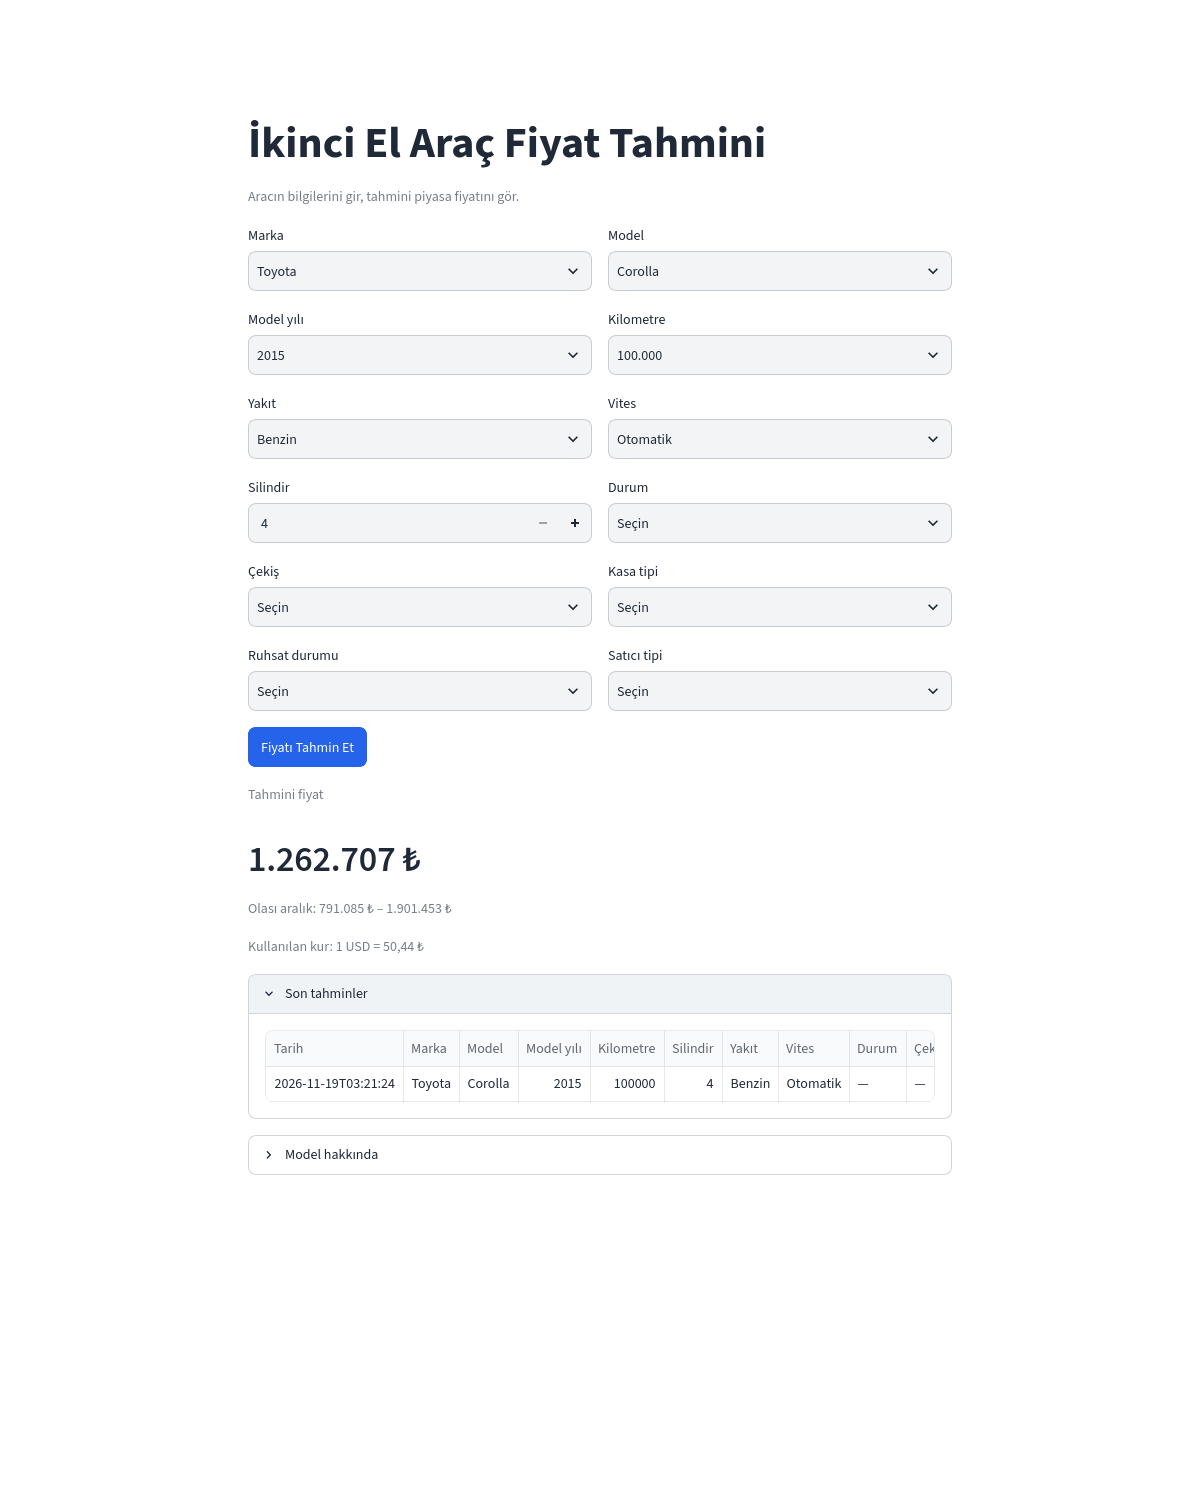 İkinci El Araç Fiyat Tahmini
Aracın bilgilerini gir, tahmini piyasa fiyatını gör.
Marka Model
Toyota Corolla
Model yılı Kilometre
2015 100.000
Yakıt Vites
Benzin Otomatik
Silindir Durum
4 Seçin
Çekiş Kasa tipi
Seçin Seçin
Ruhsat durumu Satıcı tipi
Seçin Seçin
Fiyatı Tahmin Et
Tahmini fiyat
1.262.707 ₺
Olası aralık: 791.085 ₺ – 1.901.453 ₺
Kullanılan kur: 1 USD = 50,44 ₺
Son tahminler
Tarih Marka Model Model yılı Kilometre Silindir Yakıt Vites Durum Çek
2026-11-19T03:21:24 Toyota Corolla 2015 100000 4 Benzin Otomatik — —
Model hakkında